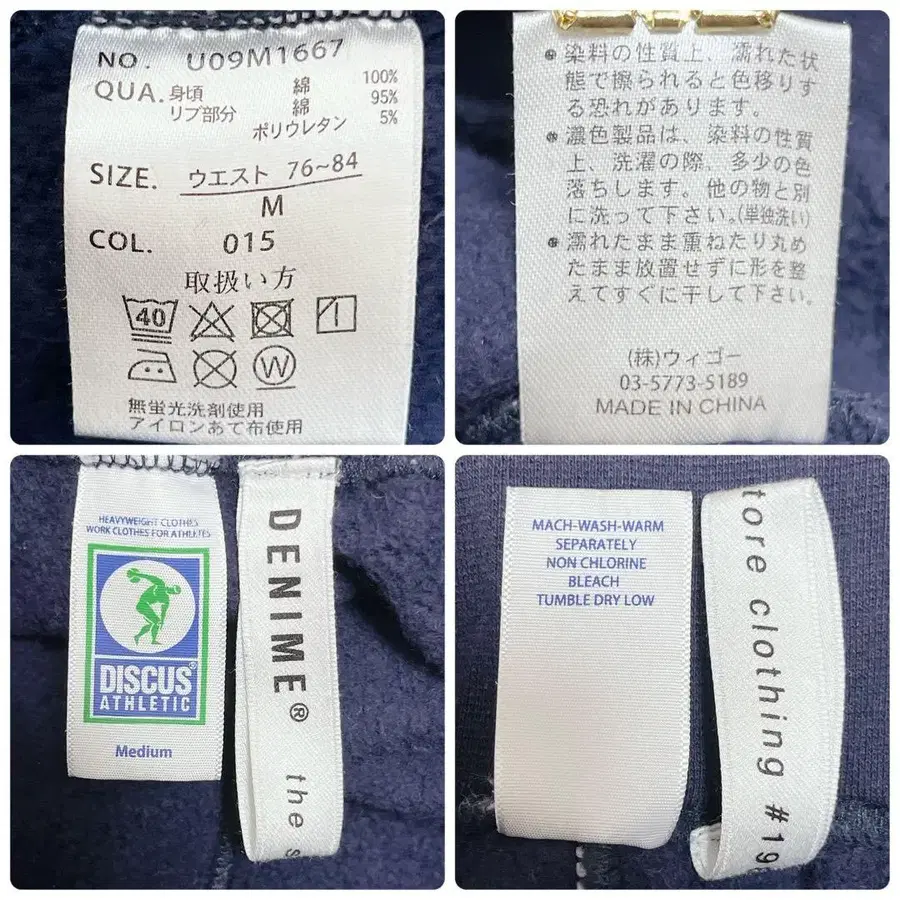 NO. U09M1667
QUA. 身頃 綿 100%
リブ部分 綿 95%
ポリウレタン 5%
SIZE. ウエスト 76~84
M
COL. 015
取扱い方
40
W
無蛍光洗剤使用
アイロンあて布使用
染料の性質上、濡れた状
態で擦られると色移りす
る恐れがあります。
濃色製品は、染料の性質
上、洗濯の際、多少の色
落ちします。他の物と別
に洗って下さい。(単独洗い)
濡れたまま重ねたり丸め
たまま放置せずに形を整
えてすぐに干して下さい。
(株)ウィゴー
03-5773-5189
MADE IN CHINA
HEAVYWEIGHT CLOTHES
WORK CLOTHES FOR ATHLETES
DISCUS®
ATHLETIC
Medium
DENIME® the s
MACH-WASH-WARM
SEPARATELY
NON CHLORINE
BLEACH
TUMBLE DRY LOW
tore clothing #19